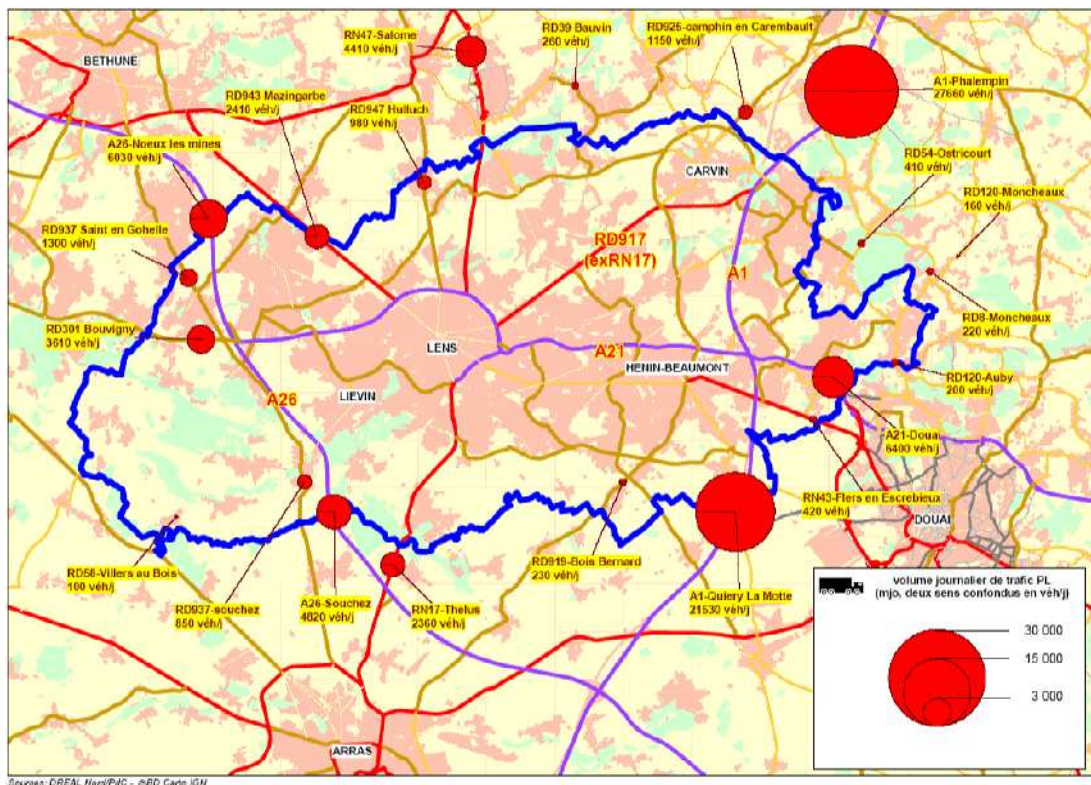 BETHUNE
RN47-Salome
4410 véh/j
RD39 Bauvin
260 véh/j
RD925-camphin en Carembault
1150 véh/j
A1-Phalempin
27660 véh/j
RD943 Mazingarbe
2410 véh/j
RD947 Hulluch
980 véh/j
A26-Noeux les mines
6030 véh/j
CARVIN
RD54-Ostricourt
410 véh/j
RD120-Moncheaux
160 véh/j
RD937 Saint en Gohelle
1300 véh/j
RD917
(exRN17)
A1
RD8-Moncheaux
220 véh/j
RD301 Bouvigny
3610 véh/j
LENS
A21
HENIN-BEAUMONT
RD120-Auby
200 véh/j
LIEVIN
A26
A21-Douai
6400 véh/j
RN43-Flers en Escrebieux
420 véh/j
DOUAI
RD58-Villers au Bois
100 véh/j
RD937-souchez
850 véh/j
A26-Souchez
4820 véh/j
RN17-Thelus
2360 véh/j
RD919-Bois Bernard
230 véh/j
A1-Quiery La Motte
21530 véh/j
ARRAS
volume journalier de trafic PL
(mjo, deux sens confondus en véh/j)
30 000
15 000
3 000
Sources: DREAL Nord/PdC - ©BD Carto IGN